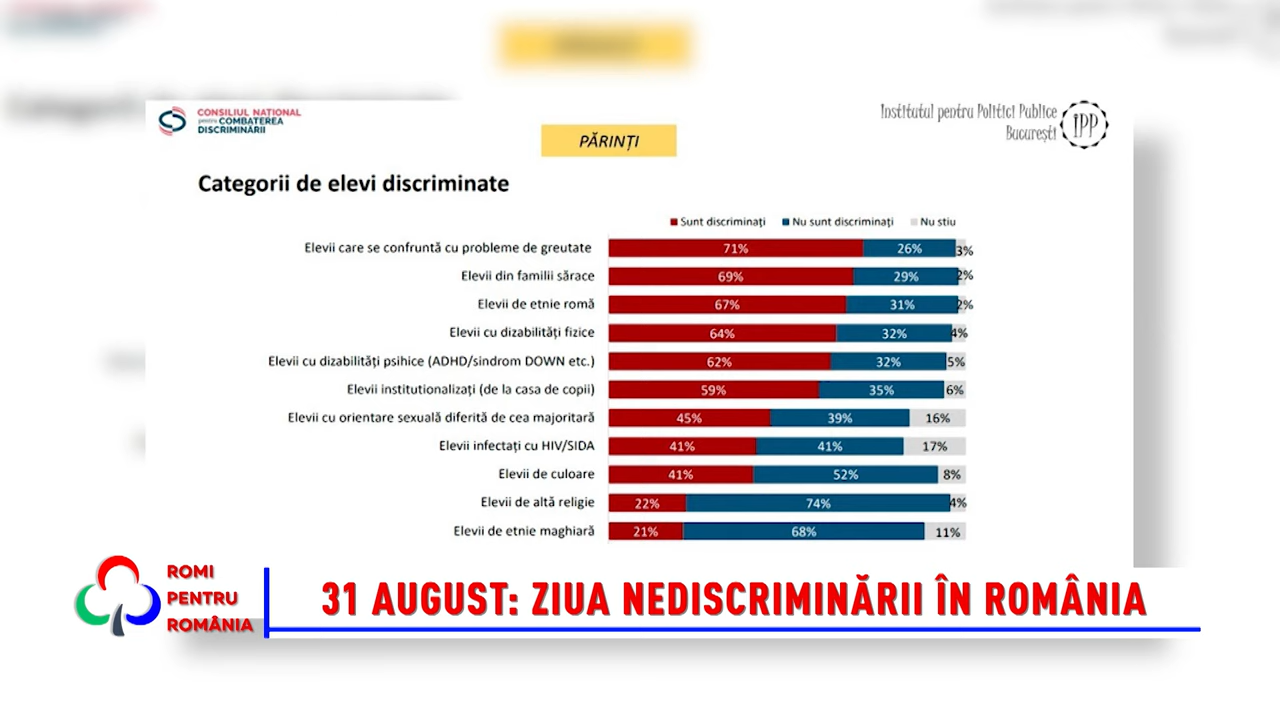 CONSILIUL NAȚIONAL
pentru COMBATEREA
DISCRIMINĂRII
Institutul pentru Politici Publice
București
IPP
PĂRINȚI
Categorii de elevi discriminate
Sunt discriminați Nu sunt discriminați Nu stiu
Elevii care se confruntă cu probleme de greutate 71% 26% 3%
Elevii din familii sărace 69% 29% 2%
Elevii de etnie romă 67% 31% 2%
Elevii cu dizabilități fizice 64% 32% 4%
Elevii cu dizabilități psihice (ADHD/sindrom DOWN etc.) 62% 32% 5%
Elevii instituționalizați (de la casa de copii) 59% 35% 6%
Elevii cu orientare sexuală diferită de cea majoritară 45% 39% 16%
Elevii infectați cu HIV/SIDA 41% 41% 17%
Elevii de culoare 41% 52% 8%
Elevii de altă religie 22% 74% 4%
Elevii de etnie maghiară 21% 68% 11%
ROMI
PENTRU
ROMÂNIA
31 AUGUST: ZIUA NEDISCRIMINĂRII ÎN ROMÂNIA